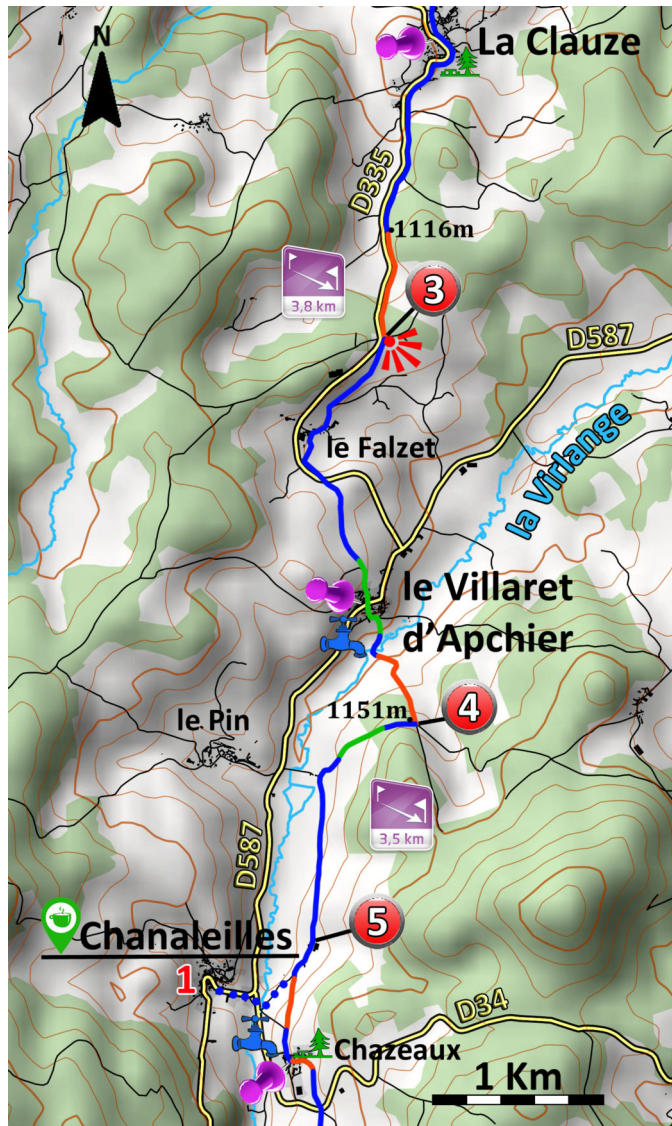 La Clauze
N
D335
1116m
3
3,8 km
D587
la Virlange
le Falzet
le Villaret
d’Apchier
1151m
4
le Pin
3,5 km
D587
5
Chanaleilles
1
D34
Chazeaux
1 Km